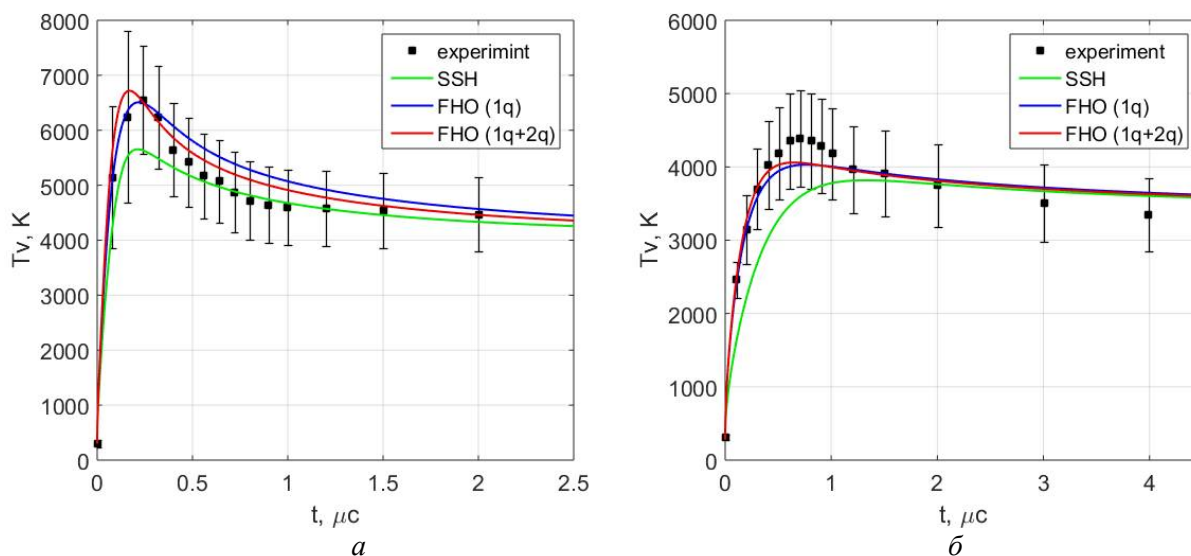 8000
7000
6000
5000
4000
3000
2000
1000
0
Tv, K
0 0.5 1 1.5 2 2.5
t, μc
experimint
SSH
FHO (1q)
FHO (1q+2q)
а
6000
5000
4000
3000
2000
1000
0
Tv, K
0 1 2 3 4
t, μc
experiment
SSH
FHO (1q)
FHO (1q+2q)
б